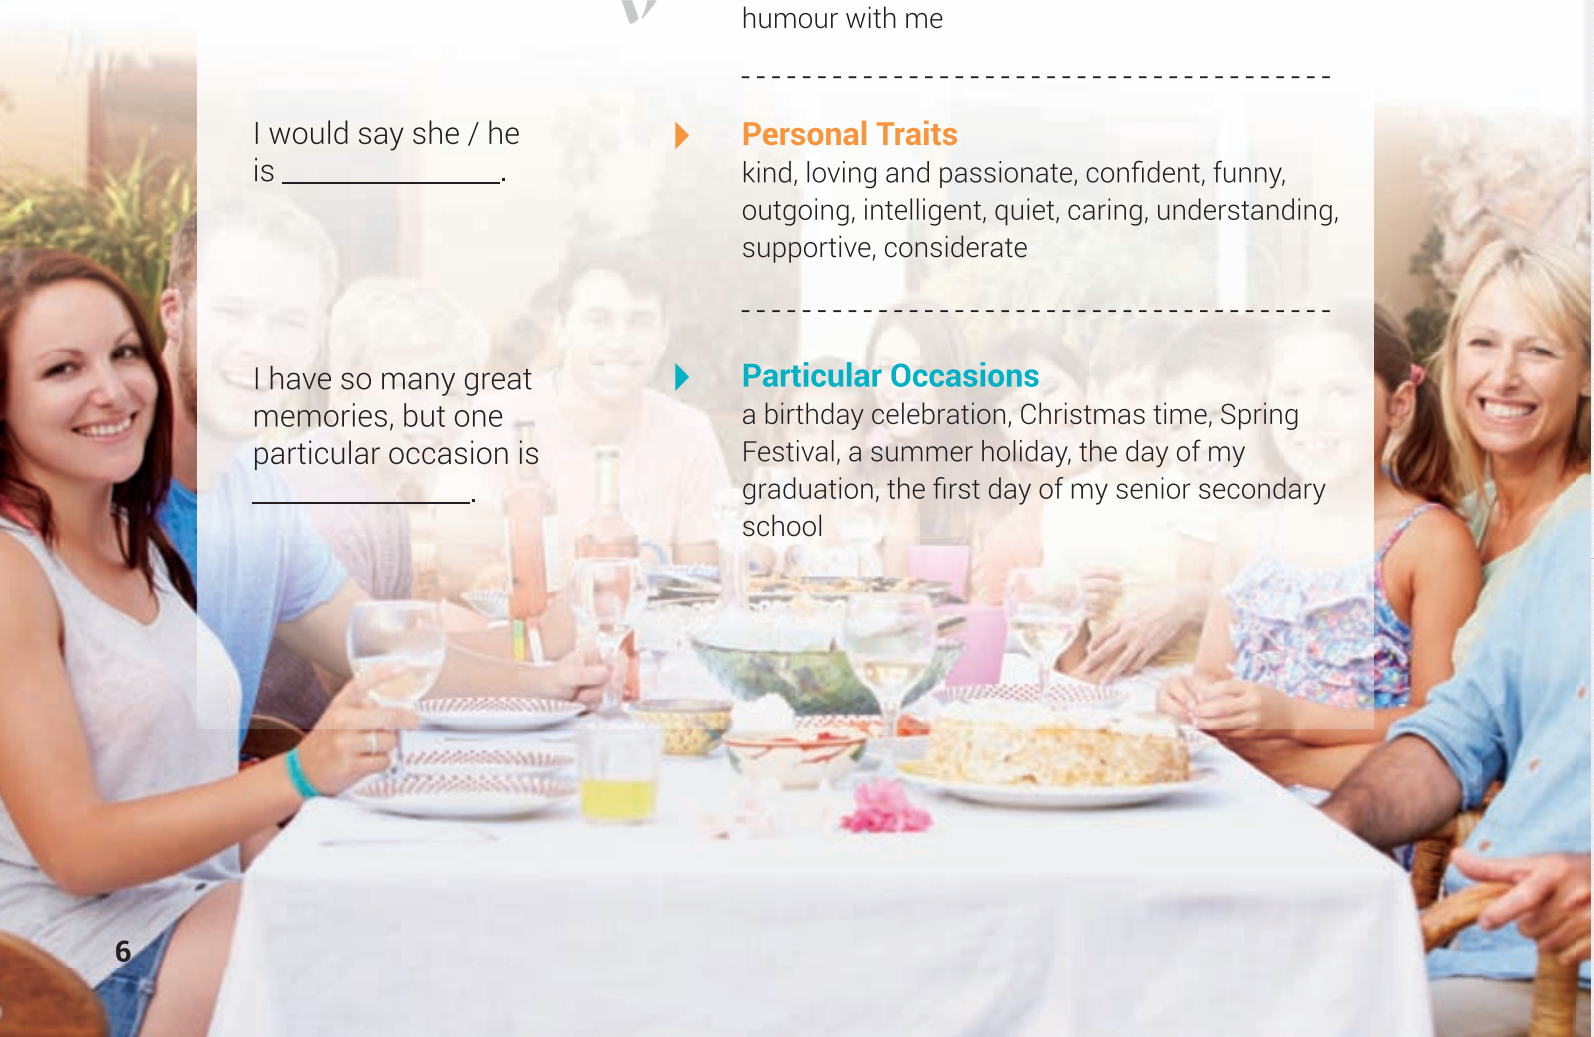 humour with me
I would say she / he
is ______________.
Personal Traits
kind, loving and passionate, confident, funny,
outgoing, intelligent, quiet, caring, understanding,
supportive, considerate
I have so many great
memories, but one
particular occasion is
______________.
Particular Occasions
a birthday celebration, Christmas time, Spring
Festival, a summer holiday, the day of my
graduation, the first day of my senior secondary
school
6